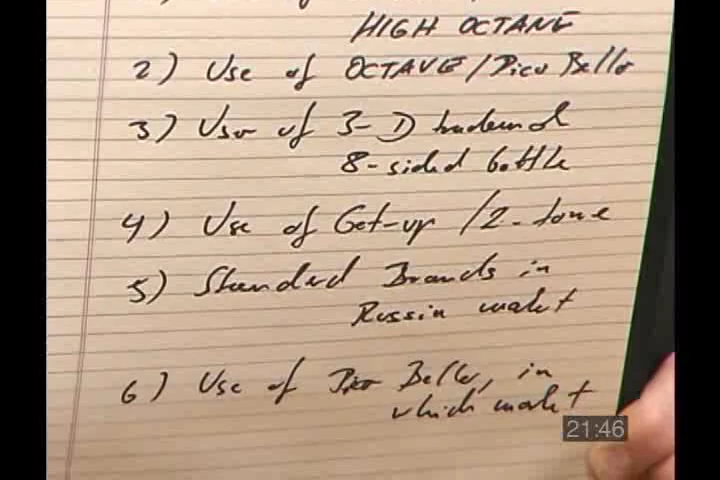 HIGH OCTANE
2) Use of OCTAVE/Pico Bello
3) Use of 3-D trademark
8-sided bottle
4) Use of Get-up / 2-tone
5) Standard Brands in
Russian market
6) Use of Pico Bello, in
which market
21:46